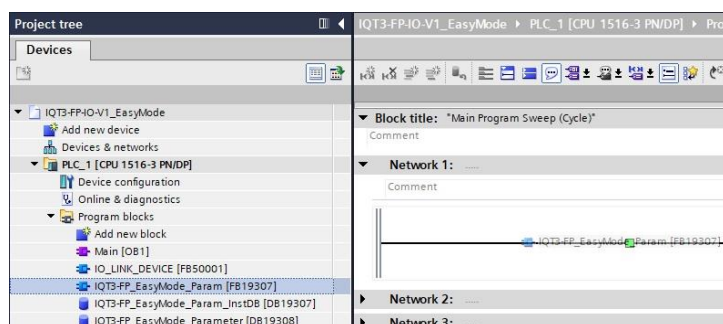 Project tree
IQT3-FP-IO-V1_EasyMode ▸ PLC_1 [CPU 1516-3 PN/DP] ▸ Pro
Devices
IQT3-FP-IO-V1_EasyMode
Add new device
Devices & networks
PLC_1 [CPU 1516-3 PN/DP]
Device configuration
Online & diagnostics
Program blocks
Add new block
Main [OB1]
IO_LINK_DEVICE [FB50001]
IQT3-FP_EasyMode_Param [FB19307]
IQT3-FP_EasyMode_Param_InstDB [DB19307]
IQT3-FP_EasyMode_Parameter [DB19308]
Block title: "Main Program Sweep (Cycle)"
Comment
Network 1:
Comment
IQT3-FP_EasyMode_Param [FB19307]
Network 2:
Network 3: